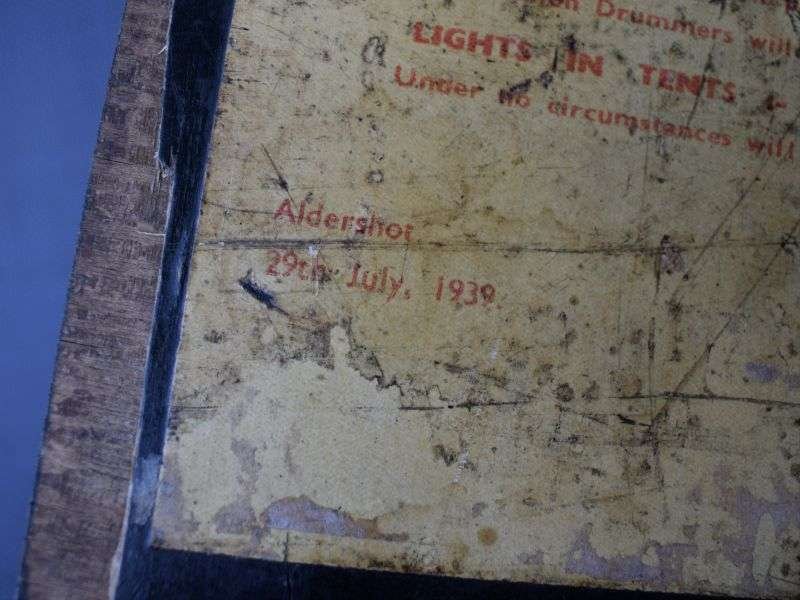 Drummers will
LIGHTS IN TENTS :-
Under no circumstances will
Aldershot
29th July, 1939.